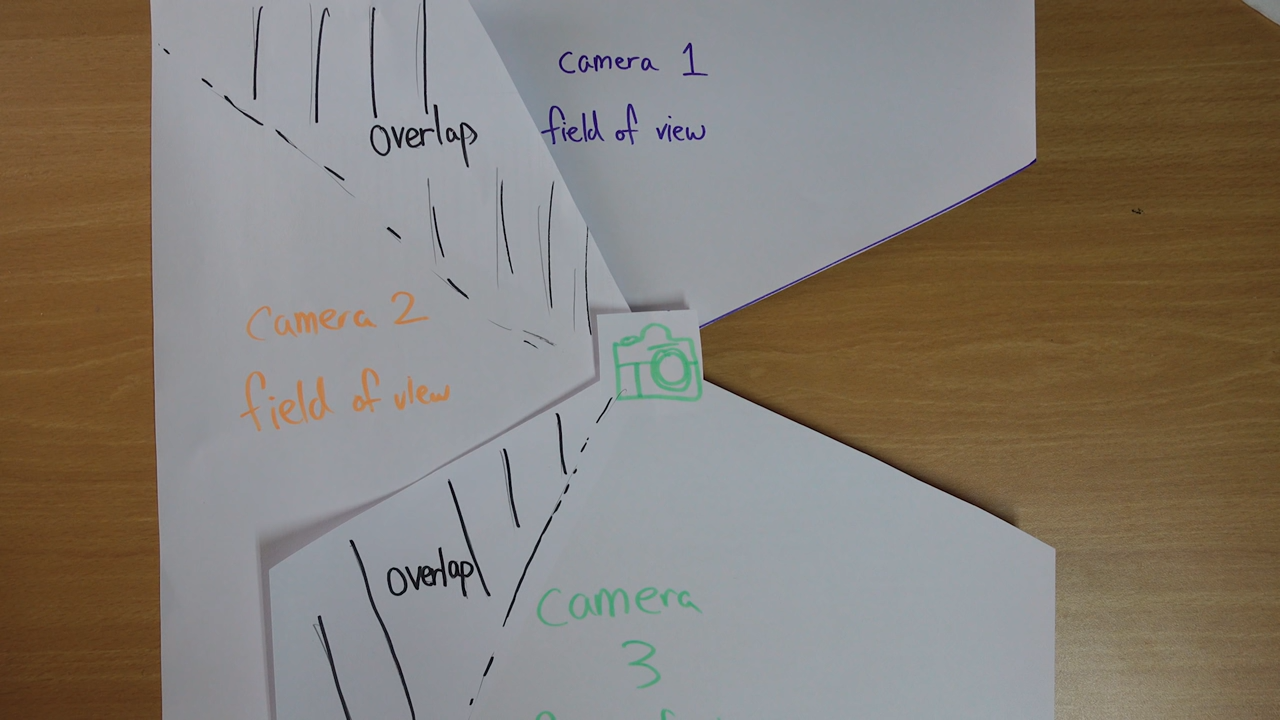 camera 1
field of view
overlap
camera 2
field of view
overlap
camera
3